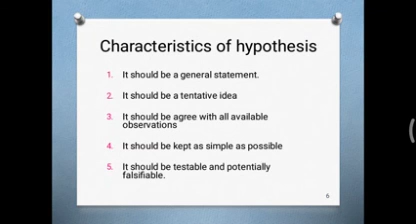 Characteristics of hypothesis
1. It should be a general statement.
2. It should be a tentative idea
3. It should be agree with all available
observations
4. It should be kept as simple as possible
5. It should be testable and potentially
falsifiable.
6